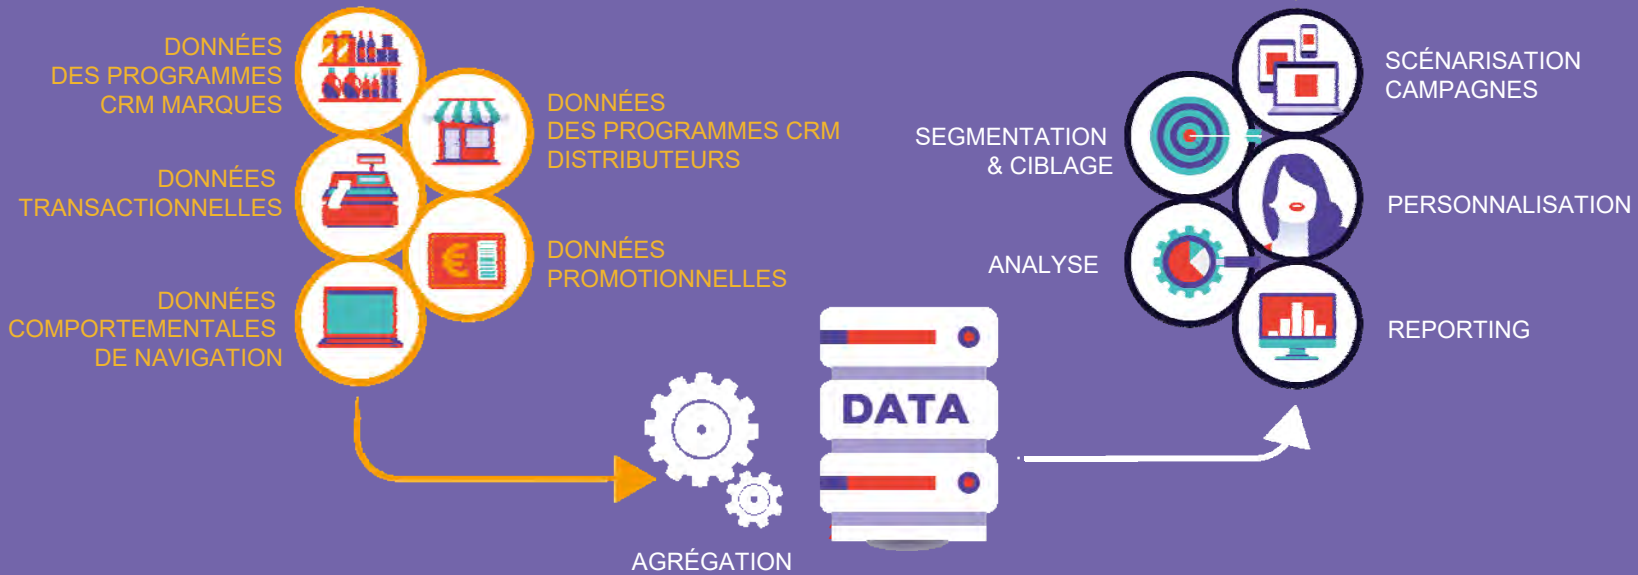 DONNÉES
DES PROGRAMMES
CRM MARQUES
DONNÉES
DES PROGRAMMES CRM
DISTRIBUTEURS
DONNÉES
TRANSACTIONNELLES
DONNÉES
PROMOTIONNELLES
DONNÉES
COMPORTEMENTALES
DE NAVIGATION
€
AGRÉGATION
DATA
SCÉNARISATION
CAMPAGNES
SEGMENTATION
& CIBLAGE
PERSONNALISATION
ANALYSE
REPORTING